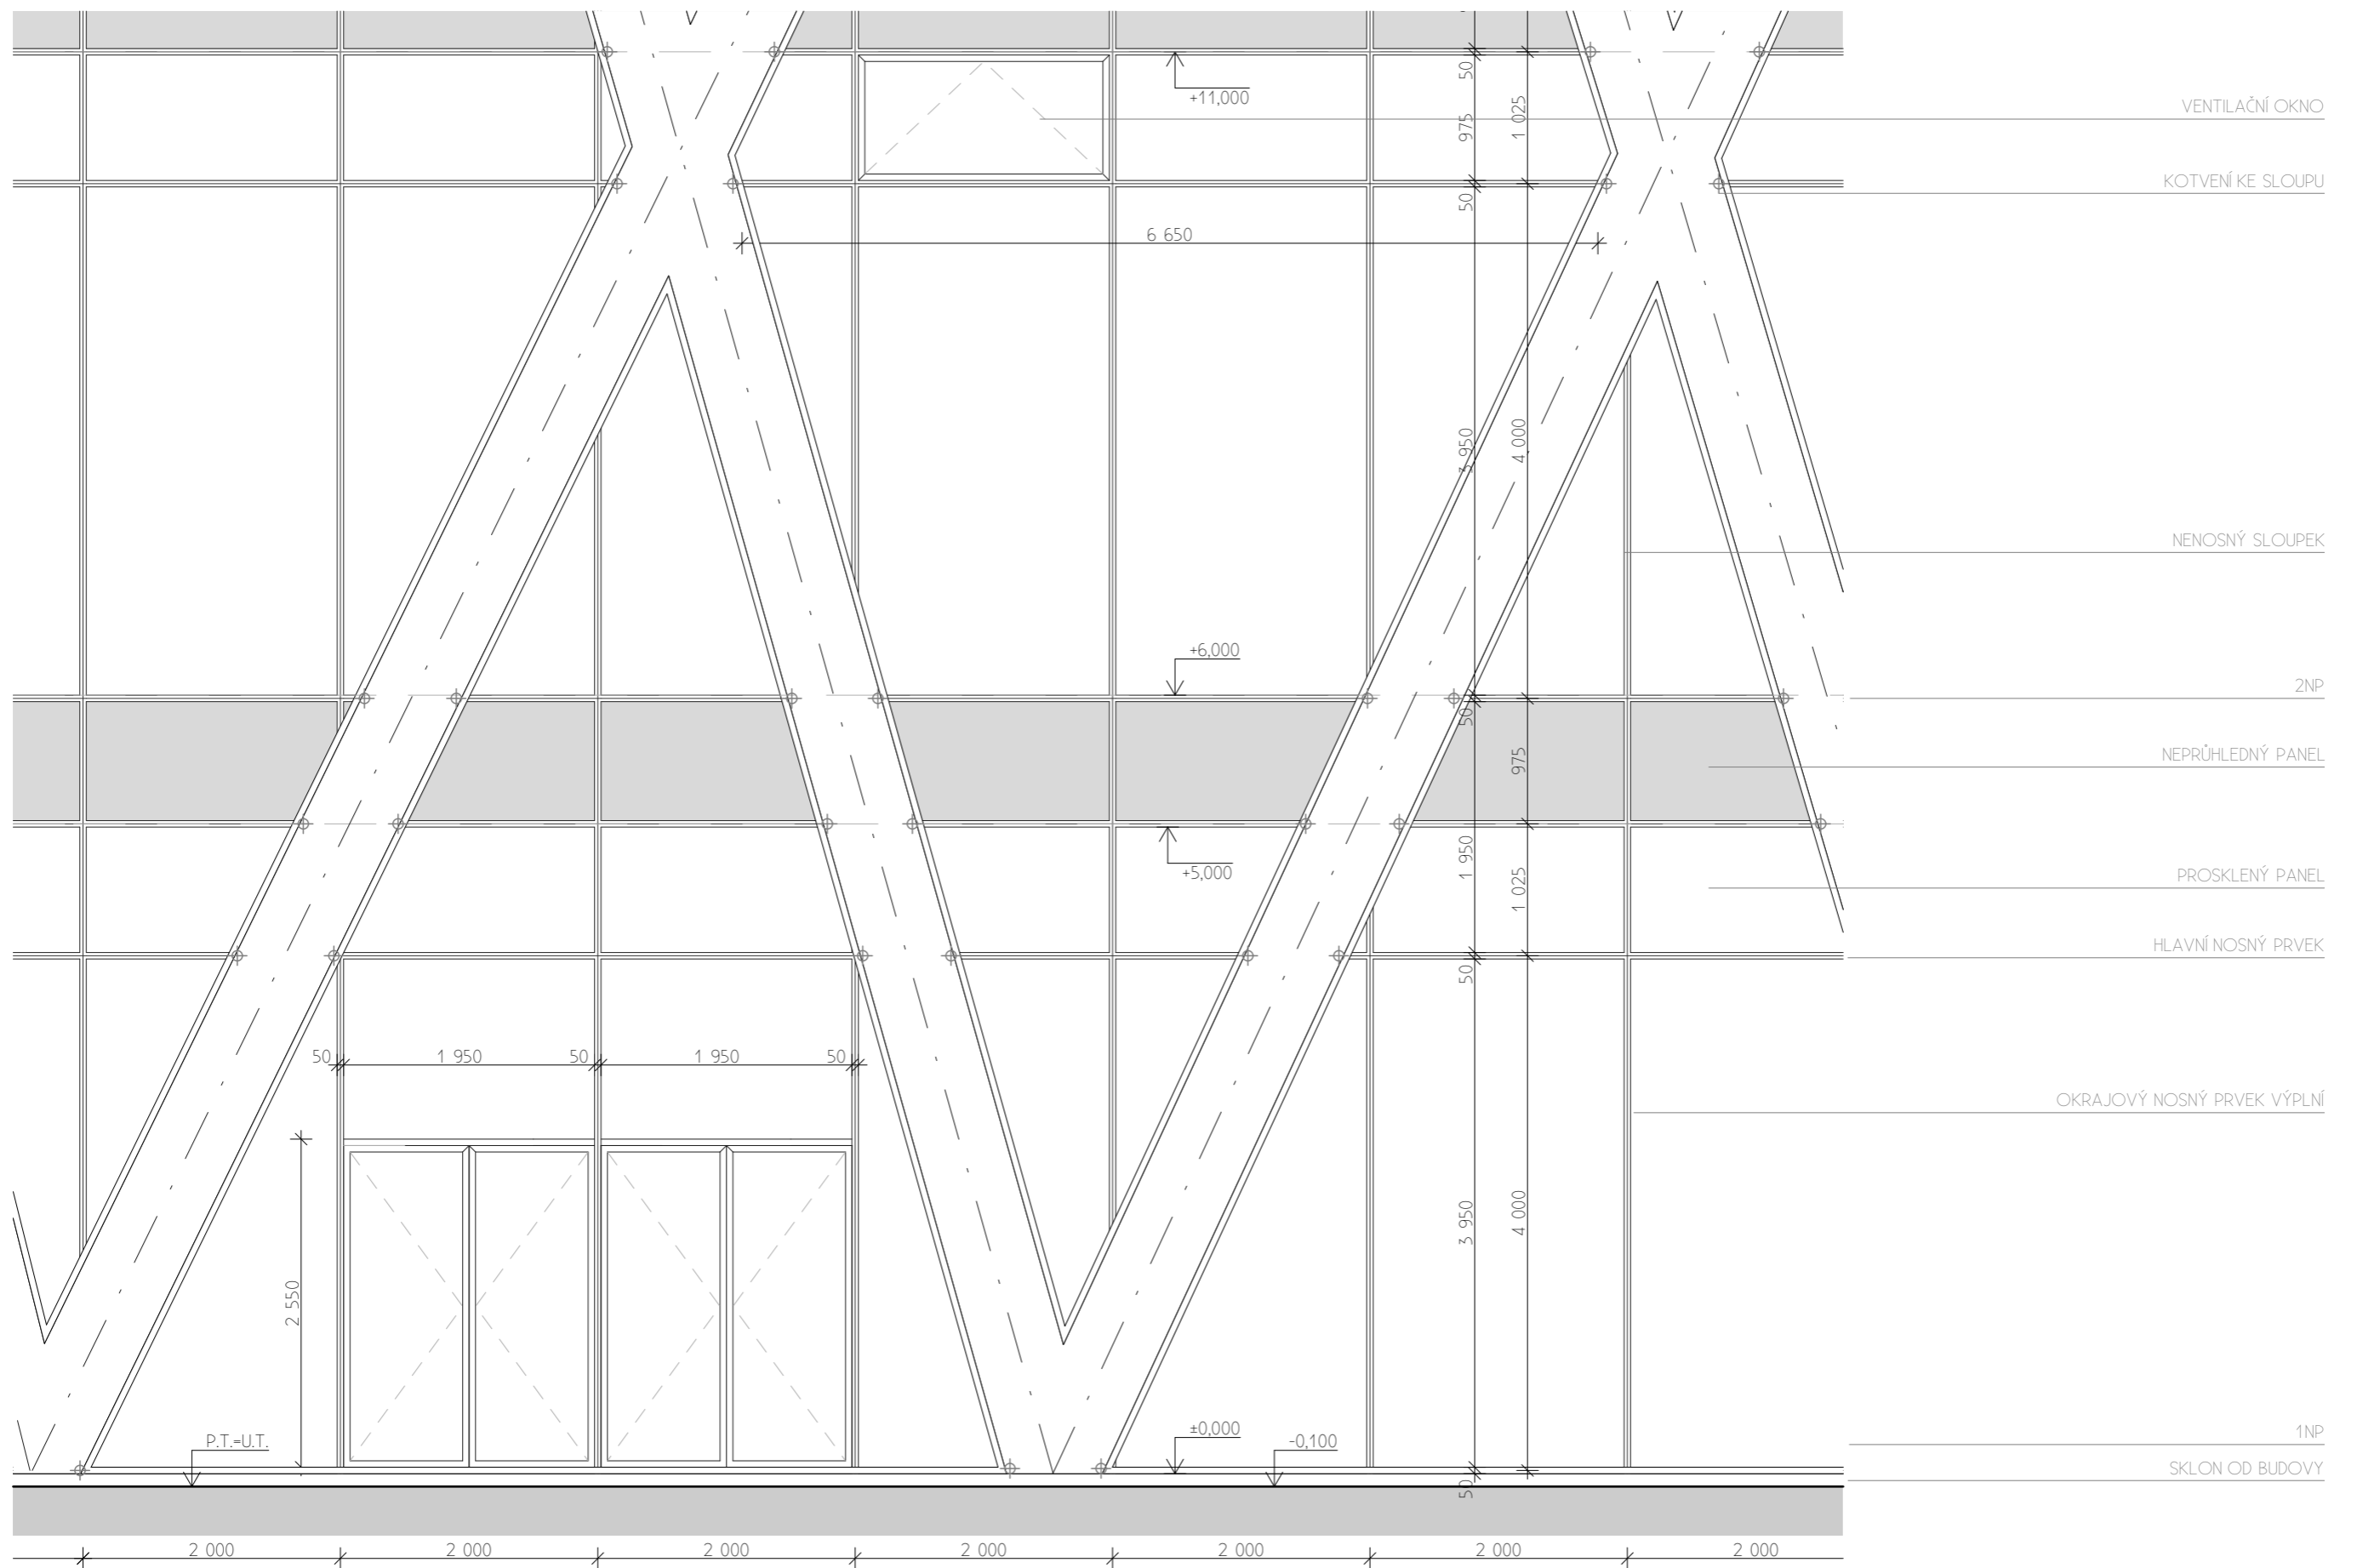 +11,000
50
975
1 025
50
VENTILAČNÍ OKNO
KOTVENÍ KE SLOUPU
6 650
3 950
4 000
NENOSNÝ SLOUPEK
+6,000
2NP
50
975
NEPRŮHLEDNÝ PANEL
+5,000
1 950
1 025
PROSKLENÝ PANEL
HLAVNÍ NOSNÝ PRVEK
50
50 1 950 50 1 950 50
OKRAJOVÝ NOSNÝ PRVEK VÝPLNÍ
3 950
4 000
2 550
P.T.=U.T.
±0,000
-0,100
1NP
SKLON OD BUDOVY
50
2 000 2 000 2 000 2 000 2 000 2 000 2 000